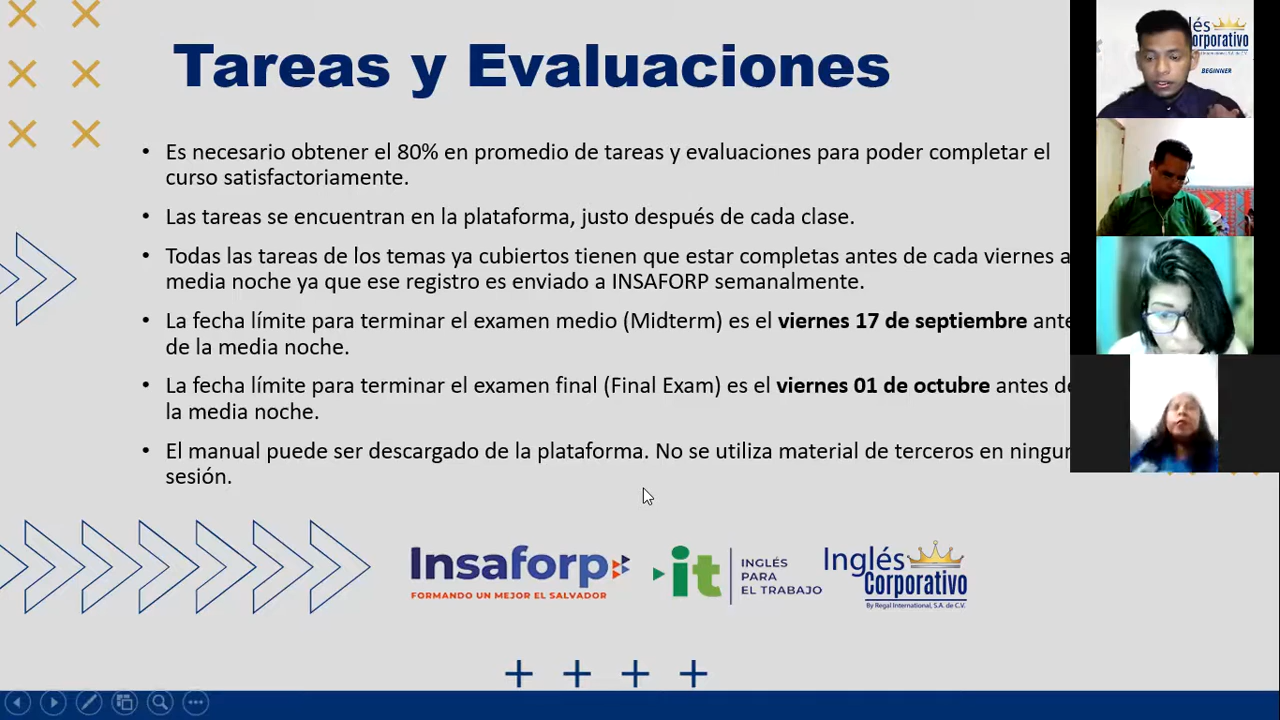 Tareas y Evaluaciones
• Es necesario obtener el 80% en promedio de tareas y evaluaciones para poder completar el
curso satisfactoriamente.
• Las tareas se encuentran en la plataforma, justo después de cada clase.
• Todas las tareas de los temas ya cubiertos tienen que estar completas antes de cada viernes a
media noche ya que ese registro es enviado a INSAFORP semanalmente.
• La fecha límite para terminar el examen medio (Midterm) es el viernes 17 de septiembre ante
de la media noche.
• La fecha límite para terminar el examen final (Final Exam) es el viernes 01 de octubre antes de
la media noche.
• El manual puede ser descargado de la plataforma. No se utiliza material de terceros en ningun
sesión.
Insaforp
FORMANDO UN MEJOR EL SALVADOR
it
INGLÉS
PARA
EL TRABAJO
Inglés
Corporativo
By Regal International, S.A. de C.V.
lés
orporativo
BEGINNER